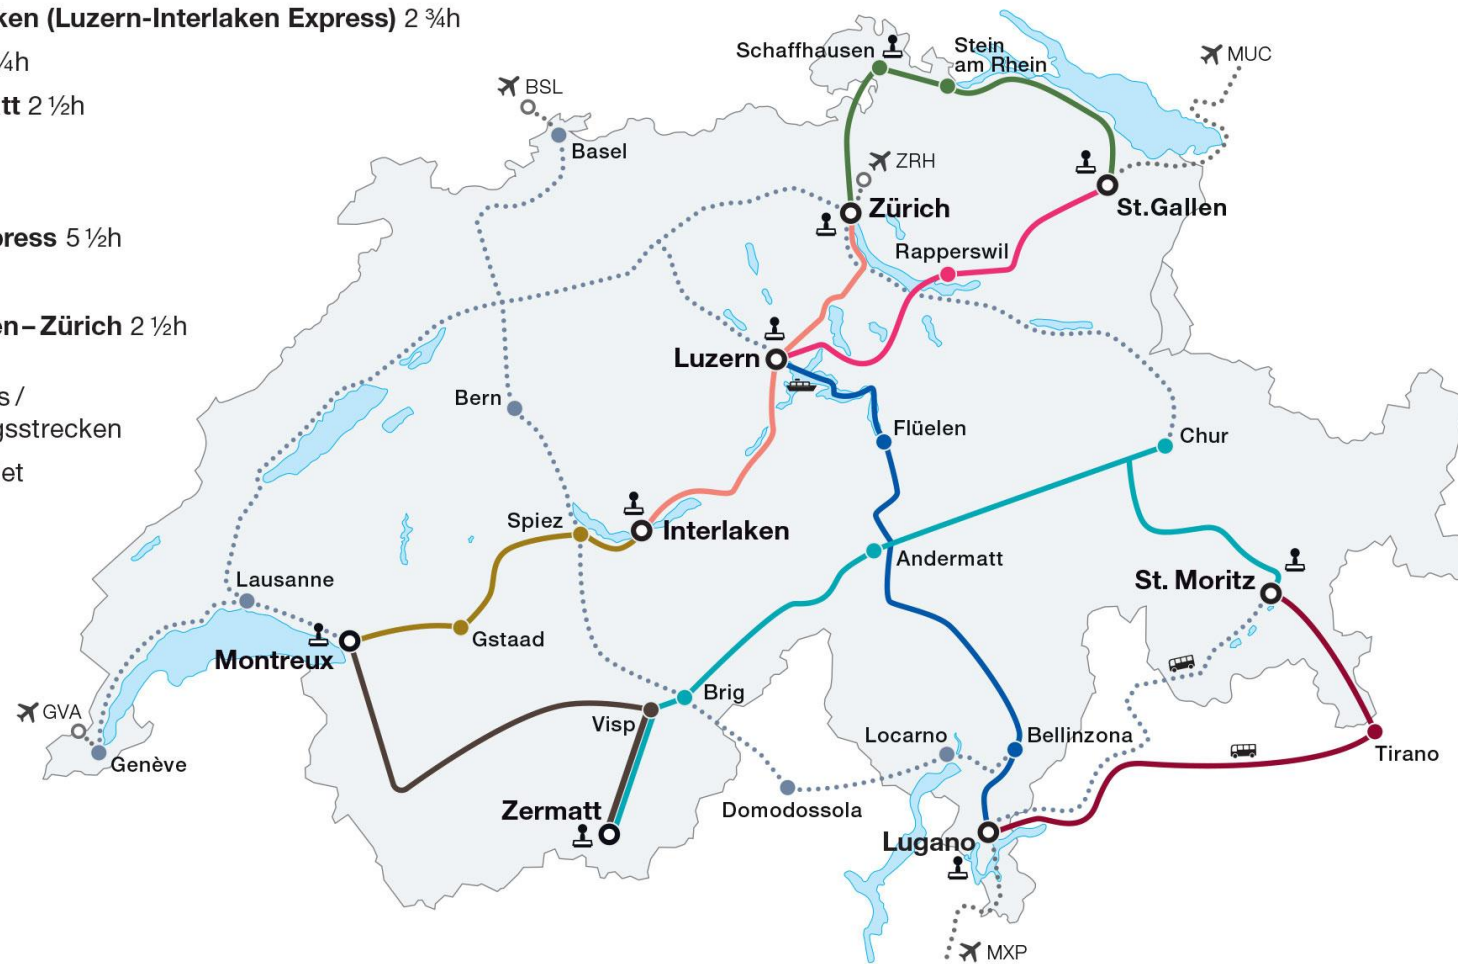 ken (Luzern-Interlaken Express) 2 ¾h
¼h
tt 2 ½h
press 5 ½h
en – Zürich 2 ½h
s /
gsstrecken
et
Schaffhausen
Stein
am Rhein
MUC
BSL
Basel
ZRH
Zürich
St.Gallen
Rapperswil
Luzern
Bern
Flüelen
Chur
Spiez
Interlaken
Andermatt
Lausanne
St. Moritz
Gstaad
Montreux
Brig
Visp
GVA
Genève
Locarno
Bellinzona
Tirano
Domodossola
Zermatt
Lugano
MXP